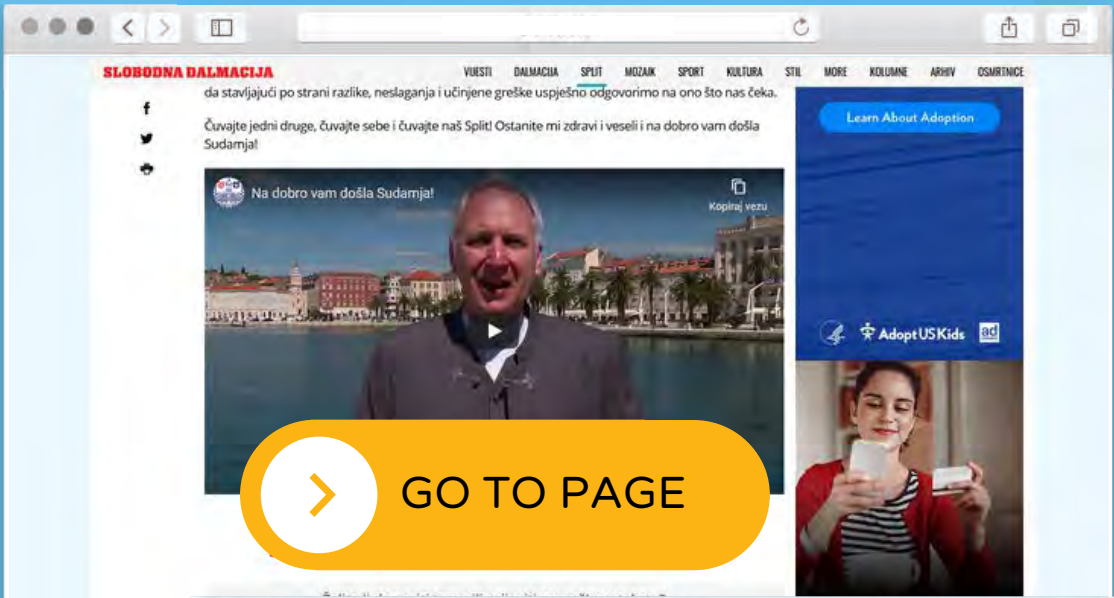 SLOBODNA DALMACIJA
VIJESTI DALMACIJA SPLIT MOZAIK SPORT KULTURA STIL MORE KOLUMNE ARHIV OSMRTNICE
da stavljajući po strani razlike, neslaganja i učinjene greške uspješno odgovorimo na ono što nas čeka.
Čuvajte jedni druge, čuvajte sebe i čuvajte naš Split! Ostanite mi zdravi i veseli i na dobro vam došla
Sudamja!
Na dobro vam došla Sudamja!
Kopiraj vezu
GO TO PAGE
Learn About Adoption
AdoptUSKids
ad